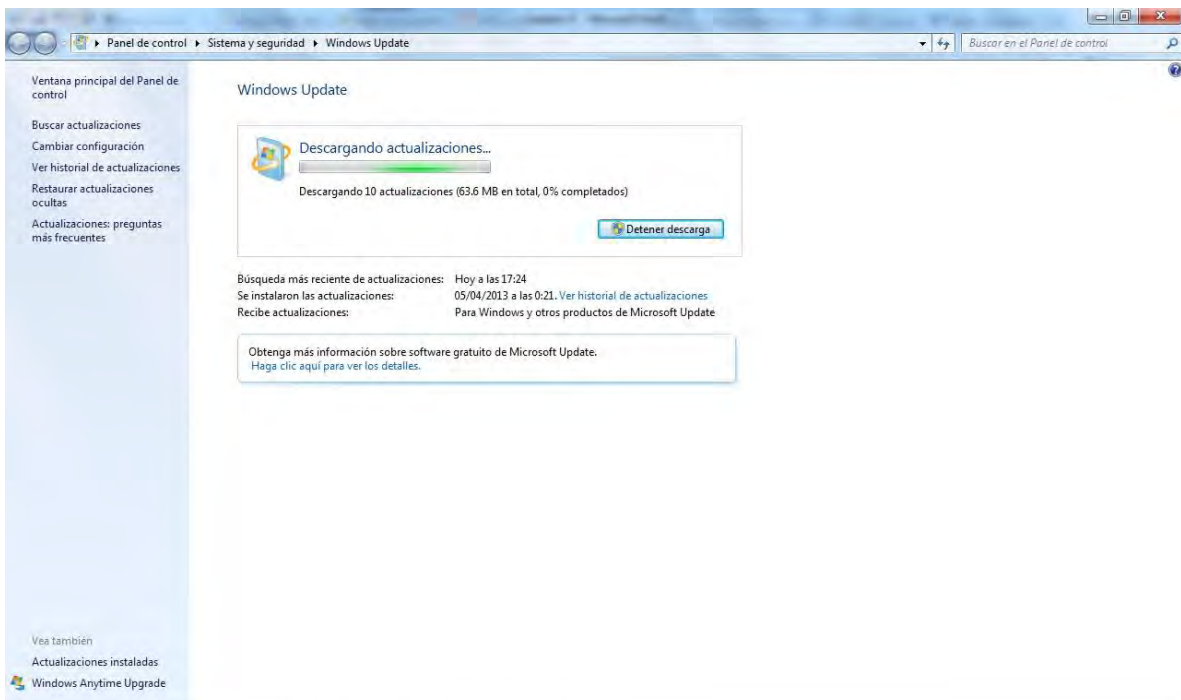 Panel de control ▸ Sistema y seguridad ▸ Windows Update
Buscar en el Panel de control
Ventana principal del Panel de
control
Buscar actualizaciones
Cambiar configuración
Ver historial de actualizaciones
Restaurar actualizaciones
ocultas
Actualizaciones: preguntas
más frecuentes
Windows Update
Descargando actualizaciones...
Descargando 10 actualizaciones (63.6 MB en total, 0% completados)
Detener descarga
Búsqueda más reciente de actualizaciones: Hoy a las 17:24
Se instalaron las actualizaciones: 05/04/2013 a las 0:21. Ver historial de actualizaciones
Recibe actualizaciones: Para Windows y otros productos de Microsoft Update
Obtenga más información sobre software gratuito de Microsoft Update.
Haga clic aquí para ver los detalles.
Vea también
Actualizaciones instaladas
Windows Anytime Upgrade